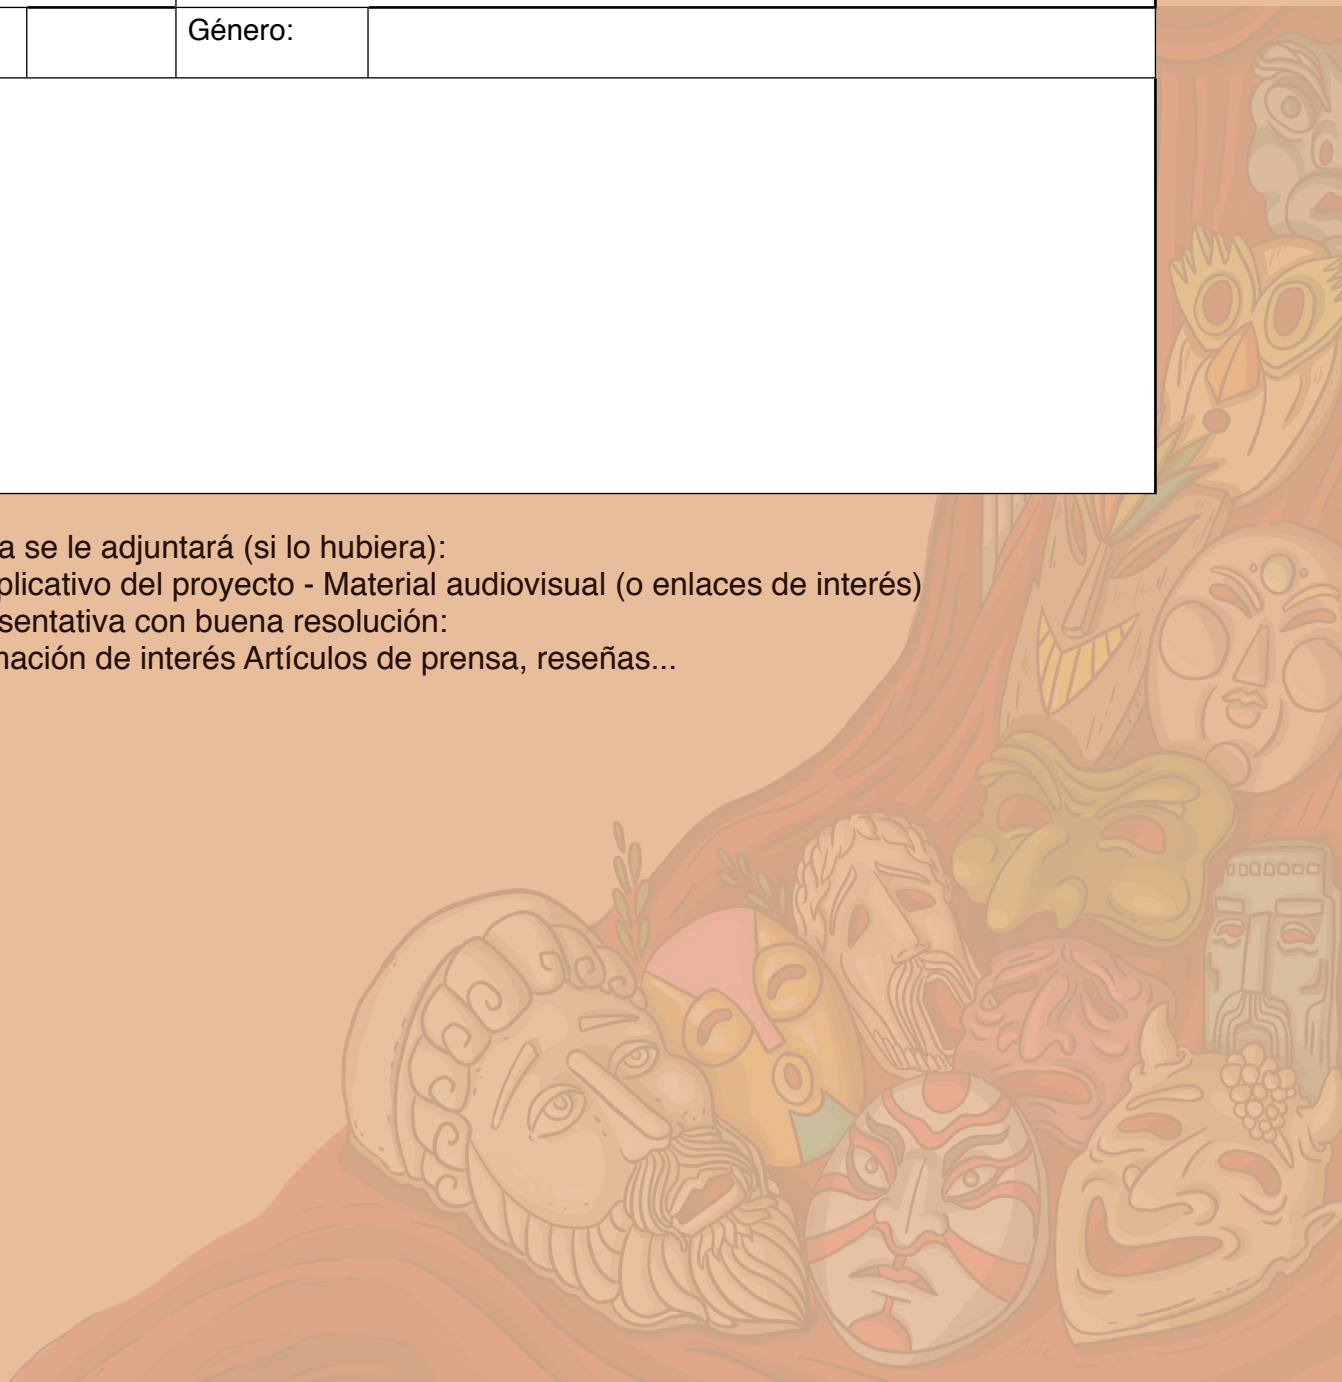 Género:
a se le adjuntará (si lo hubiera):
plicativo del proyecto - Material audiovisual (o enlaces de interés)
sentativa con buena resolución:
nación de interés Artículos de prensa, reseñas...